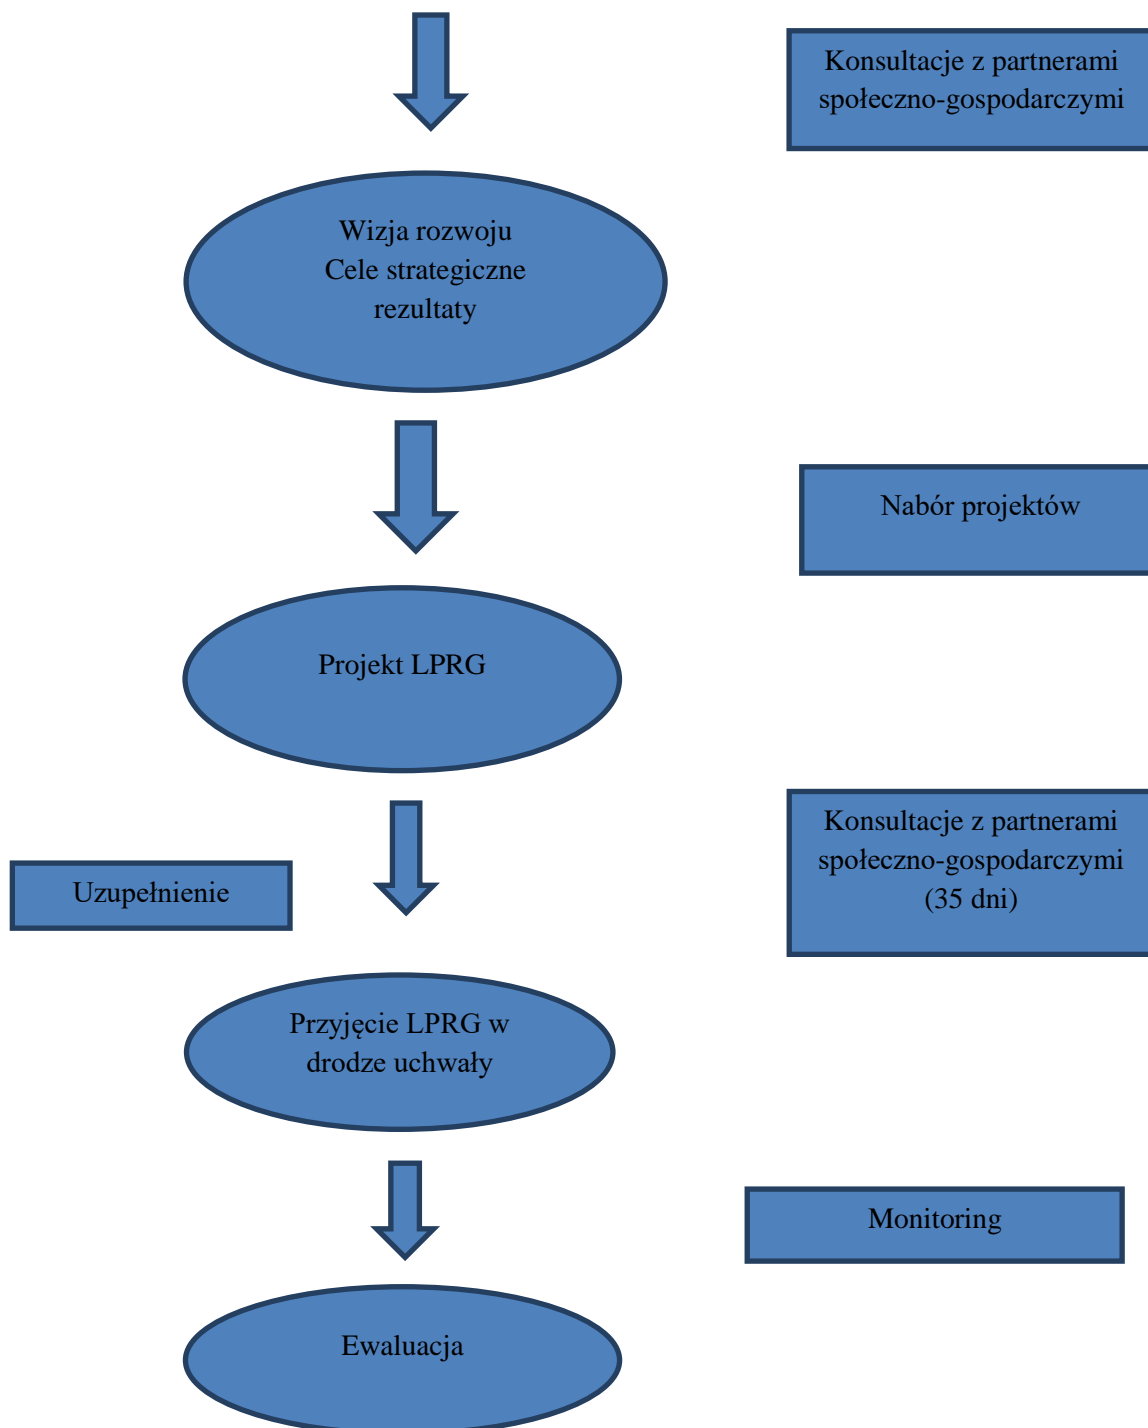 Konsultacje z partnerami
społeczno-gospodarczymi
Wizja rozwoju
Cele strategiczne
rezultaty
Nabór projektów
Projekt LPRG
Konsultacje z partnerami
społeczno-gospodarczymi
(35 dni)
Uzupełnienie
Przyjęcie LPRG w
drodze uchwały
Monitoring
Ewaluacja